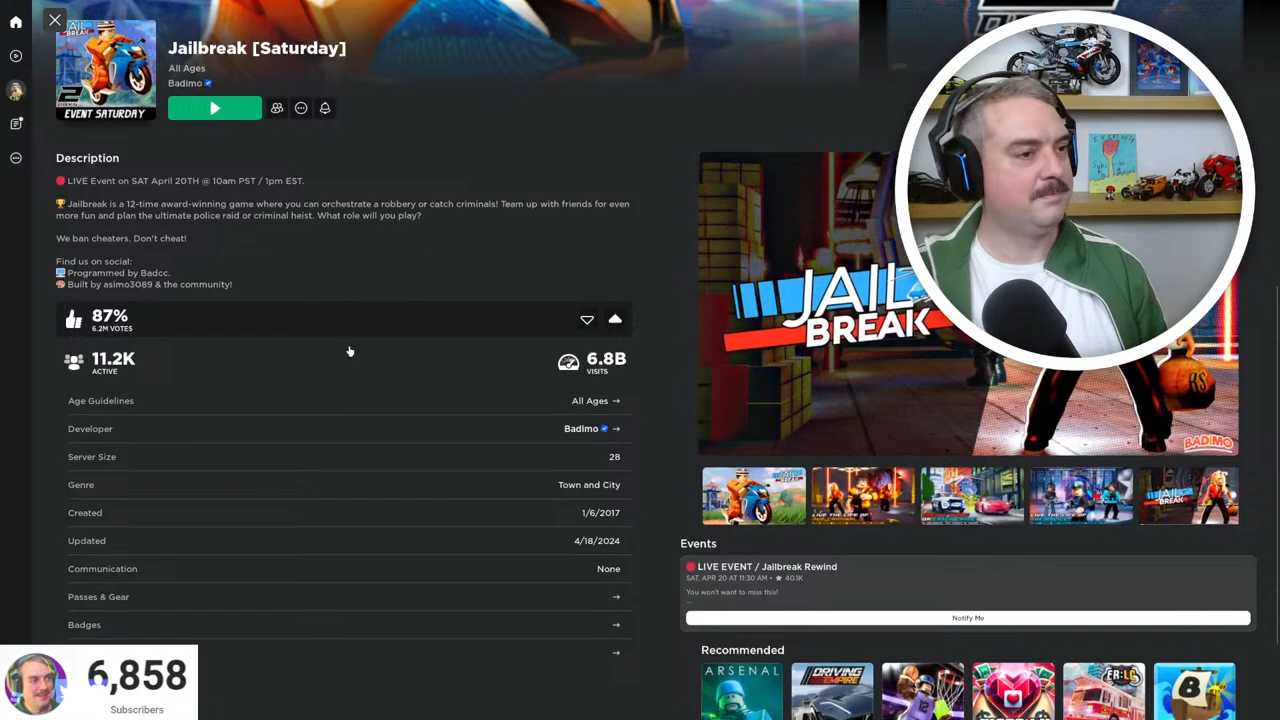 Jailbreak [Saturday]
All Ages
Badimo
2
DAYS
EVENT SATURDAY
Description
LIVE Event on SAT April 20TH @ 10am PST / 1pm EST.
Jailbreak is a 12-time award-winning game where you can orchestrate a robbery or catch criminals! Team up with friends for even
more fun and plan the ultimate police raid or criminal heist. What role will you play?
We ban cheaters. Don't cheat!
Find us on social:
Programmed by Badcc.
Built by asimo3089 & the community!
87%
6.2M VOTES
11.2K
ACTIVE
6.8B
VISITS
Age Guidelines
All Ages →
Developer
Badimo →
Server Size
28
Genre
Town and City
Created
1/6/2017
Updated
4/18/2024
Communication
None
Passes & Gear →
Badges →
→
JAIL
BREAK
RS
BADIMO
Events
LIVE EVENT / Jailbreak Rewind
SAT, APR 20 AT 11:30 AM • ★ 40.1K
You won't want to miss this!
Notify Me
Recommended
ARSENAL
DRIVING
EMPIRE
ER:LC
B
6,858
Subscribers